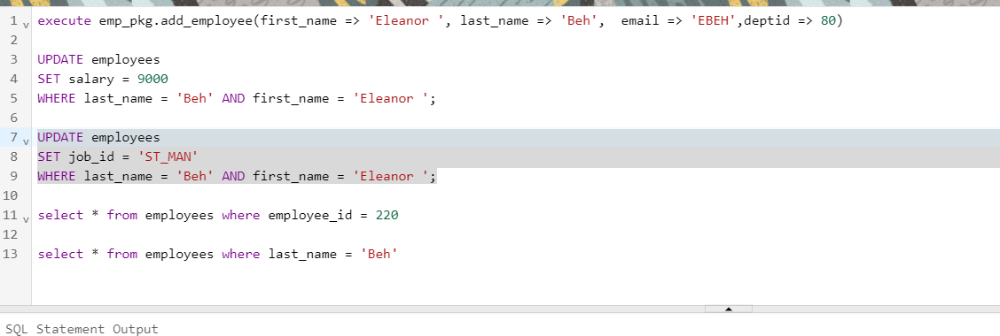 1 execute emp_pkg.add_employee(first_name => 'Eleanor ', last_name => 'Beh',  email => 'EBEH',deptid => 80)
2
3 UPDATE employees
4 SET salary = 9000
5 WHERE last_name = 'Beh' AND first_name = 'Eleanor ';
6
7 UPDATE employees
8 SET job_id = 'ST_MAN'
9 WHERE last_name = 'Beh' AND first_name = 'Eleanor ';
10
11 select * from employees where employee_id = 220
12
13 select * from employees where last_name = 'Beh'
SQL Statement Output